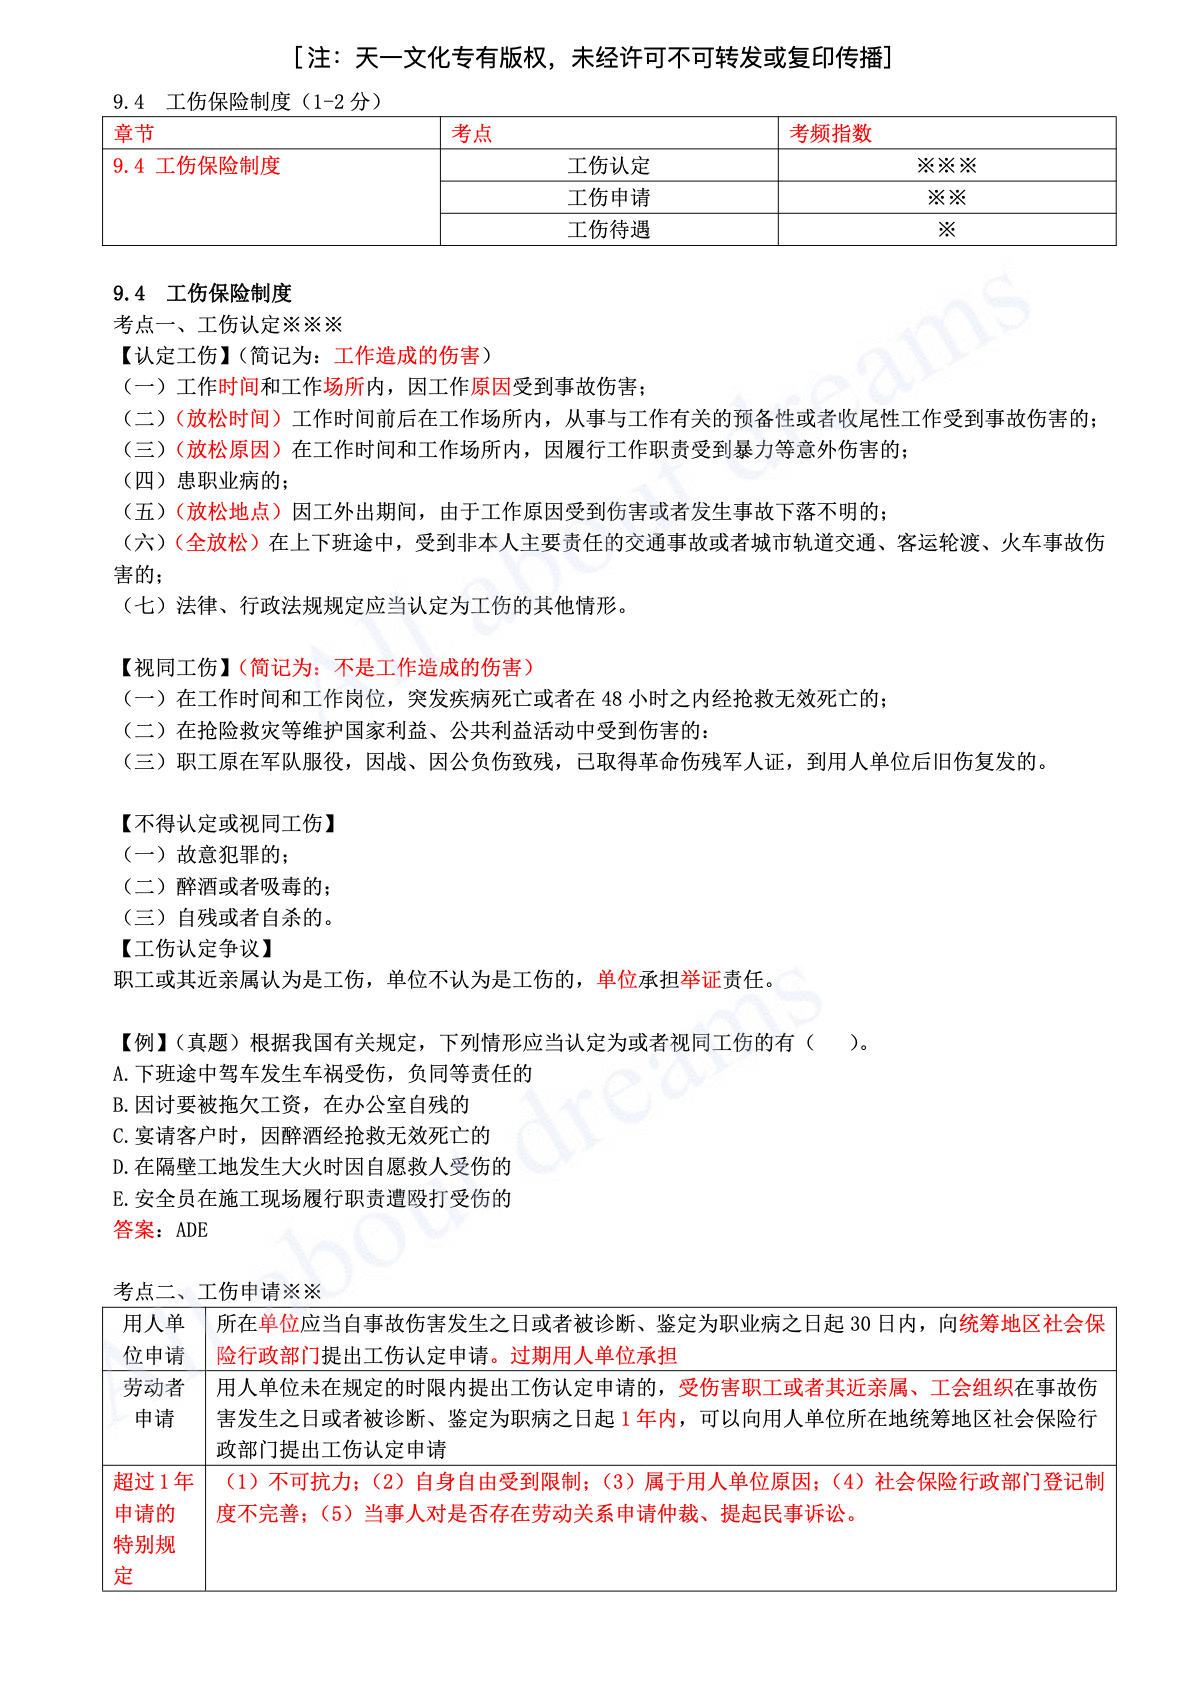 [注：天一文化专有版权，未经许可不可转发或复印传播]
9.4 工伤保险制度（1-2 分）
章节 考点 考频指数
9.4 工伤保险制度 工伤认定 ※※※
工伤申请 ※※
工伤待遇 ※
9.4 工伤保险制度
考点一、工伤认定※※※
【认定工伤】（简记为：工作造成的伤害）
（一）工作时间和工作场所内，因工作原因受到事故伤害；
（二）（放松时间）工作时间前后在工作场所内，从事与工作有关的预备性或者收尾性工作受到事故伤害的；
（三）（放松原因）在工作时间和工作场所内，因履行工作职责受到暴力等意外伤害的；
（四）患职业病的；
（五）（放松地点）因工外出期间，由于工作原因受到伤害或者发生事故下落不明的；
（六）（全放松）在上下班途中，受到非本人主要责任的交通事故或者城市轨道交通、客运轮渡、火车事故伤
害的；
（七）法律、行政法规规定应当认定为工伤的其他情形。
【视同工伤】（简记为：不是工作造成的伤害）
（一）在工作时间和工作岗位，突发疾病死亡或者在 48 小时之内经抢救无效死亡的；
（二）在抢险救灾等维护国家利益、公共利益活动中受到伤害的：
（三）职工原在军队服役，因战、因公负伤致残，已取得革命伤残军人证，到用人单位后旧伤复发的。
【不得认定或视同工伤】
（一）故意犯罪的；
（二）醉酒或者吸毒的；
（三）自残或者自杀的。
【工伤认定争议】
职工或其近亲属认为是工伤，单位不认为是工伤的，单位承担举证责任。
【例】（真题）根据我国有关规定，下列情形应当认定为或者视同工伤的有（ ）。
A.下班途中驾车发生车祸受伤，负同等责任的
B.因讨要被拖欠工资，在办公室自残的
C.宴请客户时，因醉酒经抢救无效死亡的
D.在隔壁工地发生大火时因自愿救人受伤的
E.安全员在施工现场履行职责遭殴打受伤的
答案：ADE
考点二、工伤申请※※
用人单 所在单位应当自事故伤害发生之日或者被诊断、鉴定为职业病之日起 30 日内，向统筹地区社会保
位申请 险行政部门提出工伤认定申请。过期用人单位承担
劳动者 用人单位未在规定的时限内提出工伤认定申请的，受伤害职工或者其近亲属、工会组织在事故伤
申请 害发生之日或者被诊断、鉴定为职病之日起 1 年内，可以向用人单位所在地统筹地区社会保险行
政部门提出工伤认定申请
超过 1 年 （1）不可抗力；（2）自身自由受到限制；（3）属于用人单位原因；（4）社会保险行政部门登记制
申请的 度不完善；（5）当事人对是否存在劳动关系申请仲裁、提起民事诉讼。
特别规
定
All about dreams
All about dreams